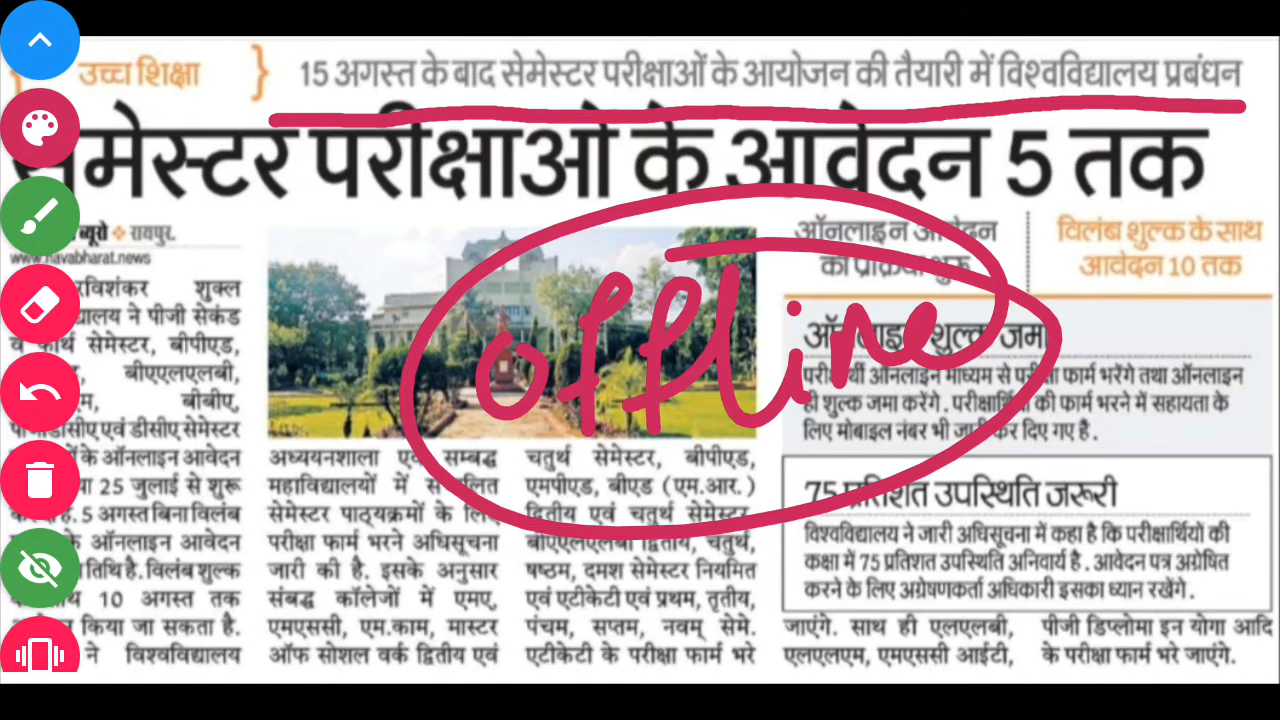 उच्च शिक्षा
15 अगस्त के बाद सेमेस्टर परीक्षाओं के आयोजन की तैयारी में विश्वविद्यालय प्रबंधन
सेमेस्टर परीक्षाओं के आवेदन 5 तक
ब्यूरो ❖ रायपुर.
www.navabharat.news
रविशंकर शुक्ल
ने पीजी सेकंड
व फोर्थ सेमेस्टर, बीपीएड,
बीएएलएलबी,
बीबीए,
एवं डीसीए सेमेस्टर
के ऑनलाइन आवेदन
25 जुलाई से शुरू
है. 5 अगस्त बिना विलंब
के ऑनलाइन आवेदन
तिथि है. विलंब शुल्क
10 अगस्त तक
किया जा सकता है.
ने विश्वविद्यालय
offline
अध्ययनशाला एवं सम्बद्ध
महाविद्यालयों में संचालित
सेमेस्टर पाठ्यक्रमों के लिए
परीक्षा फार्म भरने अधिसूचना
जारी की है. इसके अनुसार
संबद्ध कॉलेजों में एमए,
एमएससी, एम.काम, मास्टर
ऑफ सोशल वर्क द्वितीय एवं
चतुर्थ सेमेस्टर, बीपीएड,
एमपीएड, बीएड (एम.आर.)
द्वितीय एवं चतुर्थ सेमेस्टर,
बीएएलएलबी द्वितीय, चतुर्थ,
षष्ठम, दमश सेमेस्टर नियमित
एवं एटीकेटी एवं प्रथम, तृतीय,
पंचम, सप्तम, नवम् सेमे.
एटीकेटी के परीक्षा फार्म भरे
ऑनलाइन आवेदन
की प्रक्रिया शुरू
विलंब शुल्क के साथ
आवेदन 10 तक
ऑनलाइन शुल्क जमा
परीक्षार्थी ऑनलाइन माध्यम से परीक्षा फार्म भरेंगे तथा ऑनलाइन
ही शुल्क जमा करेंगे. परीक्षार्थियों की फार्म भरने में सहायता के
लिए मोबाइल नंबर भी जारी कर दिए गए है.
75 प्रतिशत उपस्थिति जरूरी
विश्वविद्यालय ने जारी अधिसूचना में कहा है कि परीक्षार्थियों की
कक्षा में 75 प्रतिशत उपस्थिति अनिवार्य है. आवेदन पत्र अग्रेषित
करने के लिए अग्रेषणकर्ता अधिकारी इसका ध्यान रखेंगे.
जाएंगे. साथ ही एलएलबी,
एलएलएम, एमएससी आईटी,
पीजी डिप्लोमा इन योगा आदि
के परीक्षा फार्म भरे जाएंगे.